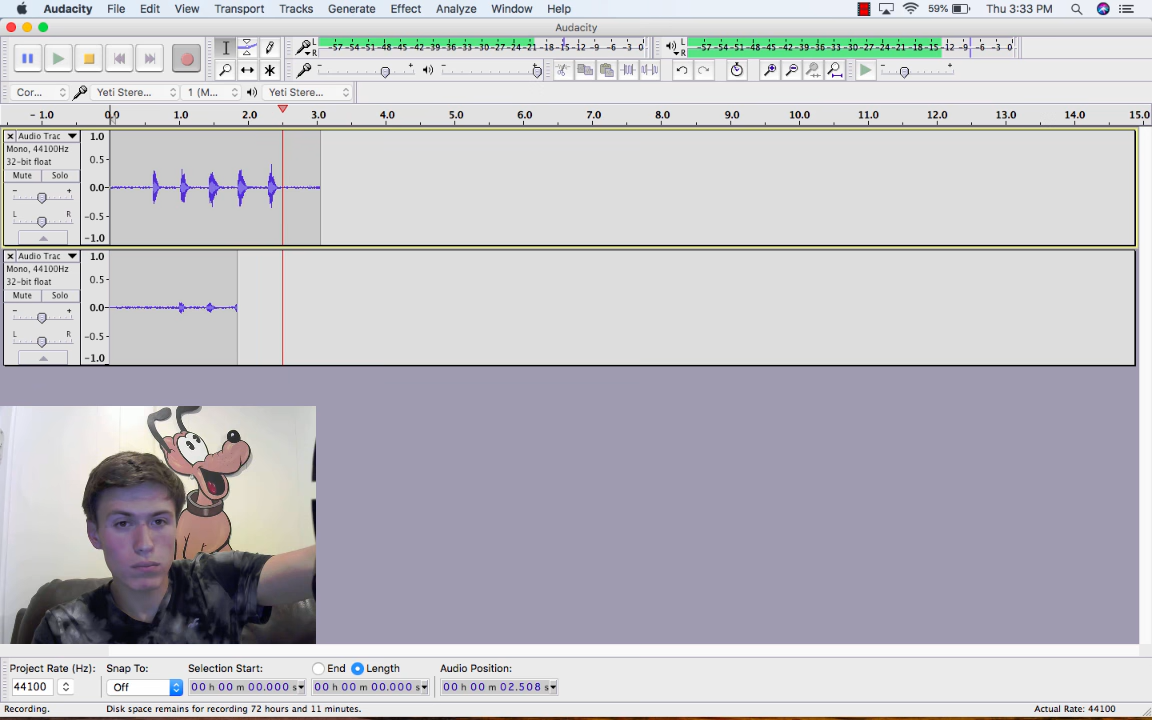 Audacity File Edit View Transport Tracks Generate Effect Analyze Window Help 59% Thu 3:33 PM
Audacity
L R -57 -54 -51 -48 -45 -42 -39 -36 -33 -30 -27 -24 -21 -18 -15 -12 -9 -6 -3 0 L R -57 -54 -51 -48 -45 -42 -39 -36 -33 -30 -27 -24 -21 -18 -15 -12 -9 -6 -3 0
Cor... Yeti Stere... 1 (M... Yeti Stere...
- 1.0 0.0 1.0 2.0 3.0 4.0 5.0 6.0 7.0 8.0 9.0 10.0 11.0 12.0 13.0 14.0 15.0
Audio Trac 1.0
Mono, 44100Hz
32-bit float 0.5
Mute Solo
- + 0.0
L R -0.5
-1.0
Audio Trac 1.0
Mono, 44100Hz
32-bit float 0.5
Mute Solo
- + 0.0
L R -0.5
-1.0
Project Rate (Hz): Snap To: Selection Start: End Length Audio Position:
44100 Off 00 h 00 m 00.000 s 00 h 00 m 00.000 s 00 h 00 m 02.508 s
Recording. Disk space remains for recording 72 hours and 11 minutes. Actual Rate: 44100